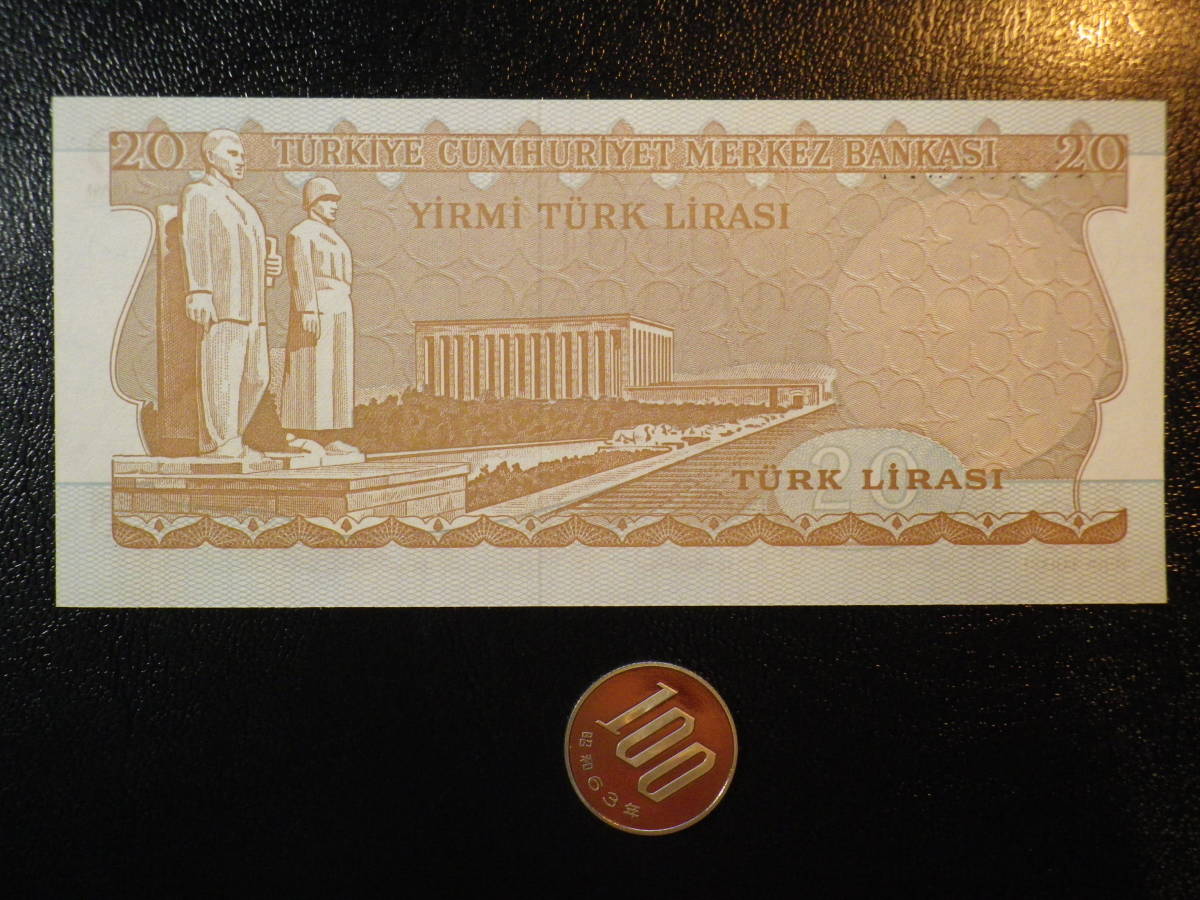 20 TÜRKİYE CUMHURİYET MERKEZ BANKASI 20
YİRMİ TÜRK LİRASI
20
TÜRK LİRASI
100
昭和63年